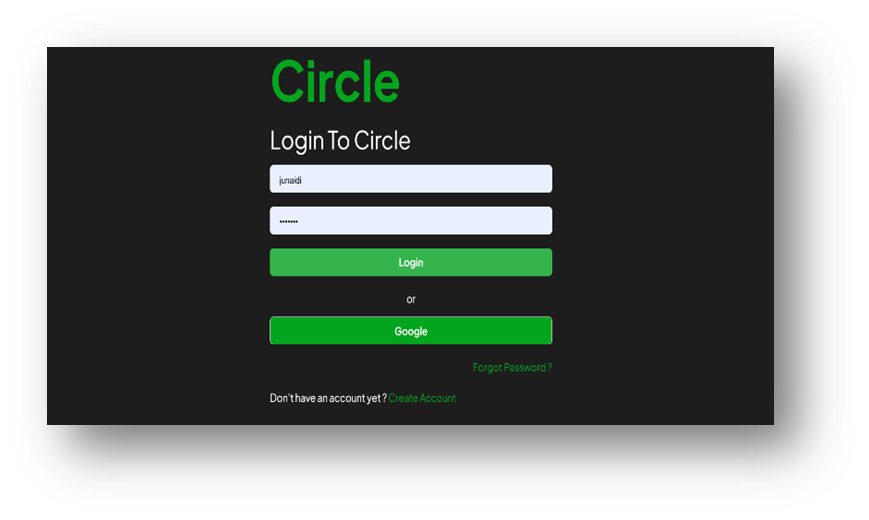 Circle
Login To Circle
junaidi
•••••••
Login
or
Google
Forgot Password ?
Don't have an account yet ? Create Account